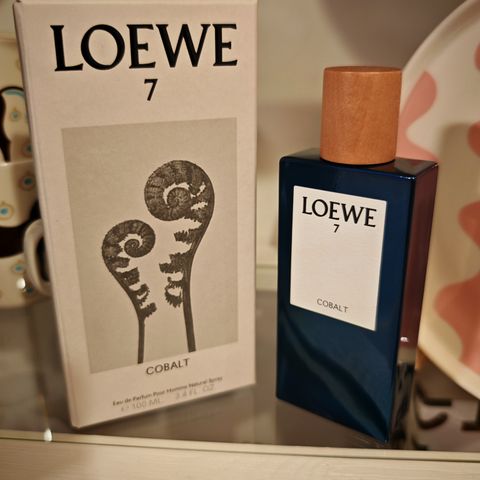 LOEWE
7
COBALT
Eau de Parfum Pour Homme Natural Spray
℮ 100 ML. 3.4 FL. OZ
LOEWE
7
COBALT